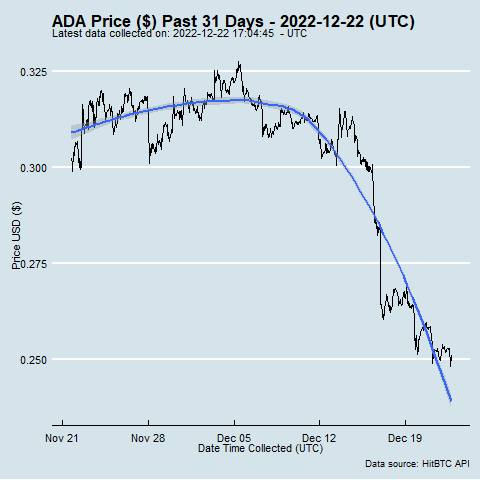 ADA Price ($) Past 31 Days - 2022-12-22 (UTC)
Latest data collected on: 2022-12-22 17:04:45 - UTC
0.325
0.300
0.275
0.250
Price USD ($)
Nov 21 Nov 28 Dec 05 Dec 12 Dec 19
Date Time Collected (UTC)
Data source: HitBTC API